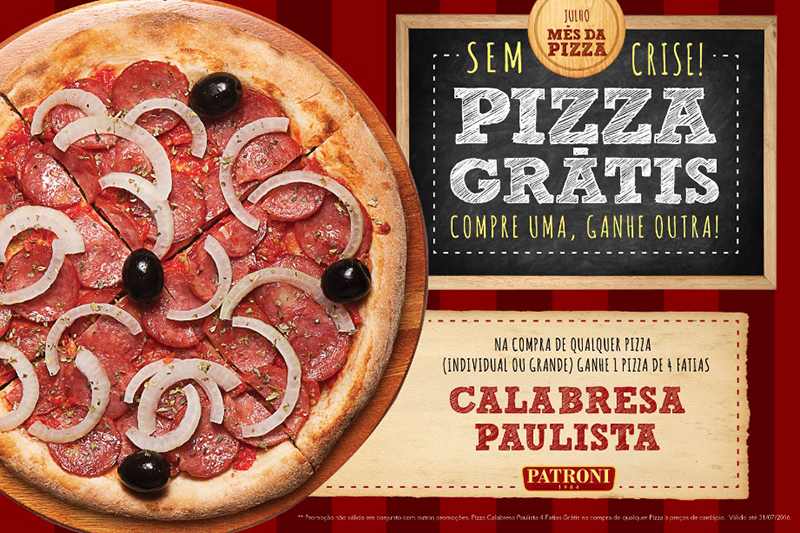 JULHO
MÊS DA
PIZZA
SEM CRISE!
PIZZA
GRÁTIS
COMPRE UMA, GANHE OUTRA!
NA COMPRA DE QUALQUER PIZZA
(INDIVIDUAL OU GRANDE) GANHE 1 PIZZA DE 4 FATIAS
CALABRESA
PAULISTA
PATRONI
1984
** Promoção não válida em conjunto com outras promoções. Pizza Calabresa Paulista 4 Fatias Grátis na compra de qualquer Pizza à preços de cardápio. Válido até 31/07/2016.